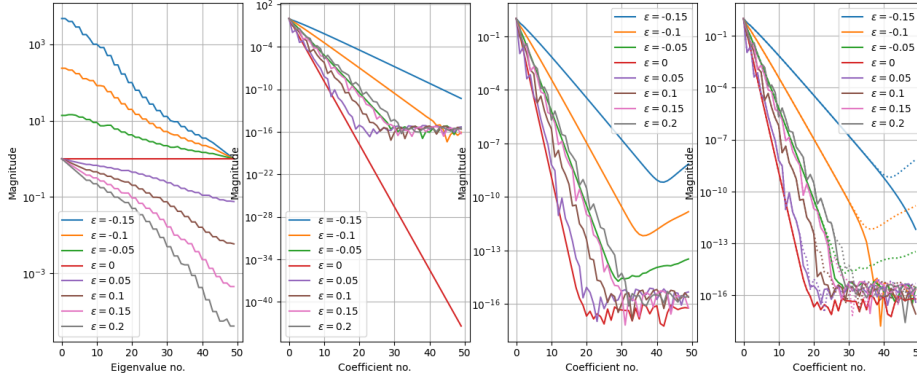 10³
10¹
10⁻¹
10⁻³
Magnitude
ε = -0.15
ε = -0.1
ε = -0.05
ε = 0
ε = 0.05
ε = 0.1
ε = 0.15
ε = 0.2
0 10 20 30 40 50
Eigenvalue no.
10²
10⁻⁴
10⁻¹⁰
10⁻¹⁶
10⁻²²
10⁻²⁸
10⁻³⁴
10⁻⁴⁰
Magnitude
ε = -0.15
ε = -0.1
ε = -0.05
ε = 0
ε = 0.05
ε = 0.1
ε = 0.15
ε = 0.2
0 10 20 30 40 50
Coefficient no.
10⁻¹
10⁻⁴
10⁻⁷
10⁻¹⁰
10⁻¹³
10⁻¹⁶
Magnitude
ε = -0.15
ε = -0.1
ε = -0.05
ε = 0
ε = 0.05
ε = 0.1
ε = 0.15
ε = 0.2
0 10 20 30 40 50
Coefficient no.
10⁻¹
10⁻⁴
10⁻⁷
10⁻¹⁰
10⁻¹³
10⁻¹⁶
Magnitude
ε = -0.15
ε = -0.1
ε = -0.05
ε = 0
ε = 0.05
ε = 0.1
ε = 0.15
ε = 0.2
0 10 20 30 40 50
Coefficient no.